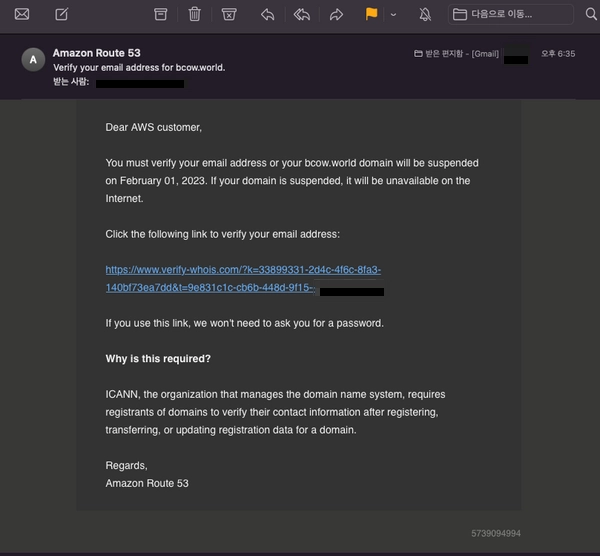 다음으로 이동...
A
Amazon Route 53
받은 편지함 - [Gmail]
오후 6:35
Verify your email address for bcow.world.
받는 사람:
Dear AWS customer,
You must verify your email address or your bcow.world domain will be suspended
on February 01, 2023. If your domain is suspended, it will be unavailable on the
Internet.
Click the following link to verify your email address:
https://www.verify-whois.com/?k=33899331-2d4c-4f6c-8fa3-
140bf73ea7dd&t=9e831c1c-cb6b-448d-9f15-
If you use this link, we won't need to ask you for a password.
Why is this required?
ICANN, the organization that manages the domain name system, requires
registrants of domains to verify their contact information after registering,
transferring, or updating registration data for a domain.
Regards,
Amazon Route 53
5739094994